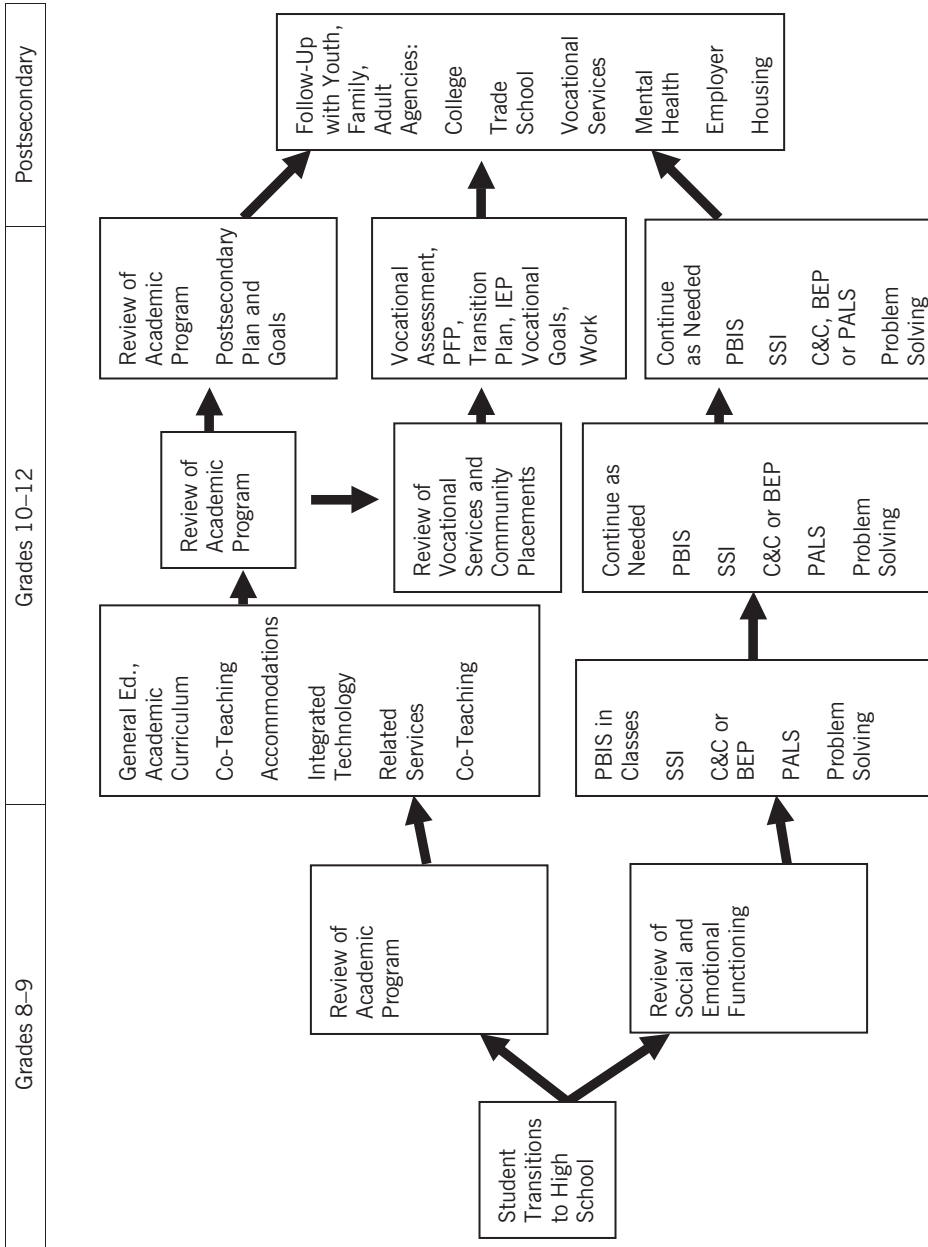 Grades 8–9
Grades 10–12
Postsecondary
Student
Transitions
to High
School
Review of
Academic
Program
Review of
Social and
Emotional
Functioning
General Ed.,
Academic
Curriculum
Co-Teaching
Accommodations
Integrated
Technology
Related
Services
Co-Teaching
PBIS in
Classes
SSI
C&C or
BEP
PALS
Problem
Solving
Review of
Academic
Program
Review of
Vocational
Services and
Community
Placements
Continue as
Needed
PBIS
SSI
C&C or BEP
PALS
Problem
Solving
Review of
Academic
Program
Postsecondary
Plan and
Goals
Vocational
Assessment,
PFP,
Transition
Plan, IEP
Vocational
Goals,
Work
Continue
as Needed
PBIS
SSI
C&C, BEP
or PALS
Problem
Solving
Follow-Up
with Youth,
Family,
Adult
Agencies:
College
Trade
School
Vocational
Services
Mental
Health
Employer
Housing